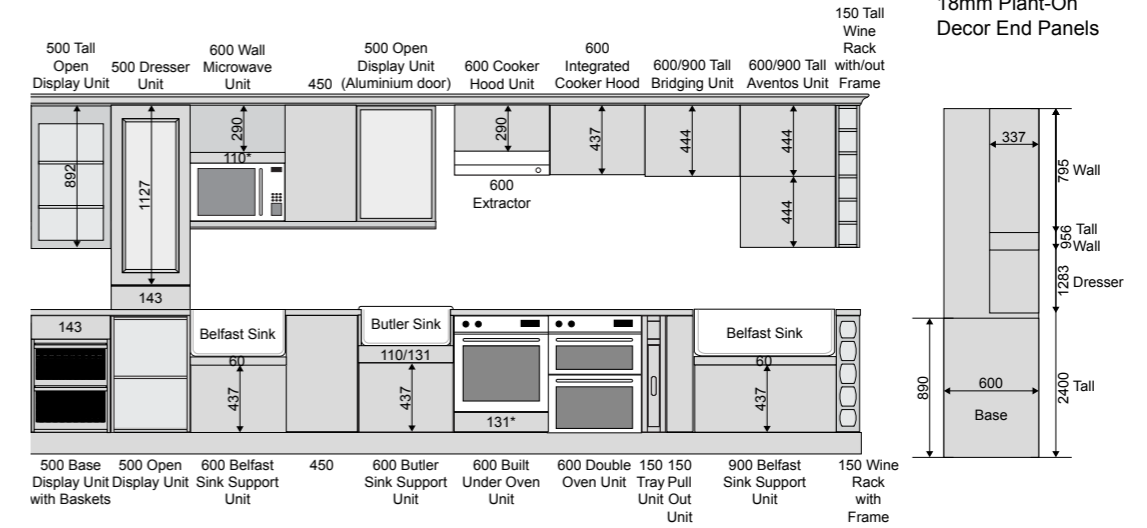 18mm Plant-On
Decor End Panels
500 Tall
Open
Display Unit
500 Dresser
Unit
600 Wall
Microwave
Unit
450
500 Open
Display Unit
(Aluminium door)
600 Cooker
Hood Unit
600
Integrated
Cooker Hood
600/900 Tall
Bridging Unit
600/900 Tall
Aventos Unit
150 Tall
Wine
Rack
with/out
Frame
892
1127
290
110*
290
437
444
444
444
600
Extractor
143
143
Belfast Sink
60
437
Butler Sink
110/131
437
131*
Belfast Sink
60
437
500 Base
Display Unit
with Baskets
500 Open
Display Unit
600 Belfast
Sink Support
Unit
450
600 Butler
Sink Support
Unit
600 Built
Under Oven
Unit
600 Double
Oven Unit
150
Tray
Unit
150
Pull
Out
Unit
900 Belfast
Sink Support
Unit
150 Wine
Rack
with
Frame
337
795 Wall
956 Tall
Wall
1283 Dresser
890
600
Base
2400 Tall